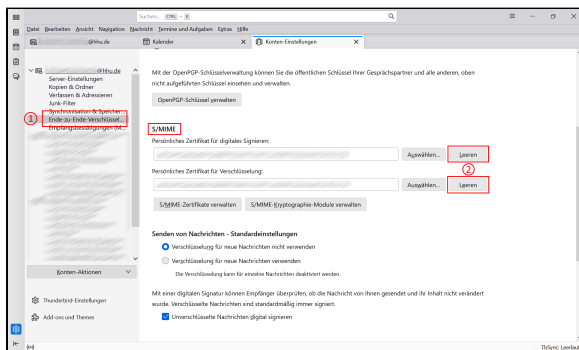 Suchen... STRG + K
Datei Bearbeiten Ansicht Navigation Nachricht Termine und Aufgaben Extras Hilfe
@hhu.de
Kalender
Konten-Einstellungen
@hhu.de
Server-Einstellungen
Kopien & Ordner
Verfassen & Adressieren
Junk-Filter
Synchronisation & Speicher...
① Ende-zu-Ende-Verschlüssel...
Empfangsbestätigungen (M...
Konten-Aktionen
Thunderbird-Einstellungen
Add-ons und Themes
Mit der OpenPGP-Schlüsselverwaltung können Sie die öffentlichen Schlüssel Ihrer Gesprächspartner und alle anderen, oben
nicht aufgeführten Schlüssel einsehen und verwalten.
OpenPGP-Schlüssel verwalten
S/MIME
Persönliches Zertifikat für digitales Signieren:
Auswählen... Leeren
②
Persönliches Zertifikat für Verschlüsselung:
Auswählen... Leeren
S/MIME-Zertifikate verwalten S/MIME-Kryptographie-Module verwalten
Senden von Nachrichten - Standardeinstellungen
Verschlüsselung für neue Nachrichten nicht verwenden
Verschlüsselung für neue Nachrichten verwenden
Die Verschlüsselung kann für einzelne Nachrichten deaktiviert werden.
Mit einer digitalen Signatur können Empfänger überprüfen, ob die Nachricht von Ihnen gesendet und ihr Inhalt nicht verändert
wurde. Verschlüsselte Nachrichten sind standardmäßig immer signiert.
Unverschlüsselte Nachrichten digital signieren
TbSync: Leerlauf